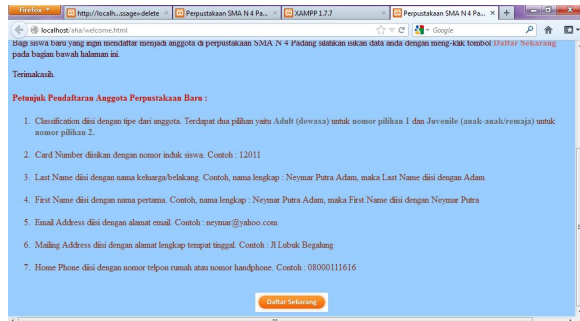 Firefox
http://localh...ssage=delete
Perpustakaan SMA N 4 Pa...
XAMPP 1.7.7
Perpustakaan SMA N 4 Pa...
localhost/aha/welcome.html
Google
Bagi siswa baru yang ingin mendaftar menjadi anggota di perpustakaan SMA N 4 Padang silahkan isikan data anda dengan meng-klik tombol Daftar Sekarang
pada bagian bawah halaman ini.
Terimakasih.
Petunjuk Pendaftaran Anggota Perpustakaan Baru :
1. Classification diisi dengan tipe dari anggota. Terdapat dua pilihan yaitu Adult (dewasa) untuk nomor pilihan 1 dan Juvenile (anak-anak/remaja) untuk
nomor pilihan 2.
2. Card Number diisikan dengan nomor induk siswa. Contoh : 12011
3. Last Name diisi dengan nama keluarga/belakang. Contoh, nama lengkap : Neymar Putra Adam, maka Last Name diisi dengan Adam
4. First Name diisi dengan nama pertama. Contoh, nama lengkap : Neymar Putra Adam, maka First Name diisi dengan Neymar Putra
5. Email Address diisi dengan alamat email. Contoh : neymar@yahoo.com
6. Mailing Address diisi dengan alamat lengkap tempat tinggal. Contoh : Jl Lubuk Begalung
7. Home Phone diisi dengan nomor telpon rumah atau nomor handphone. Contoh : 08000111616
Daftar Sekarang